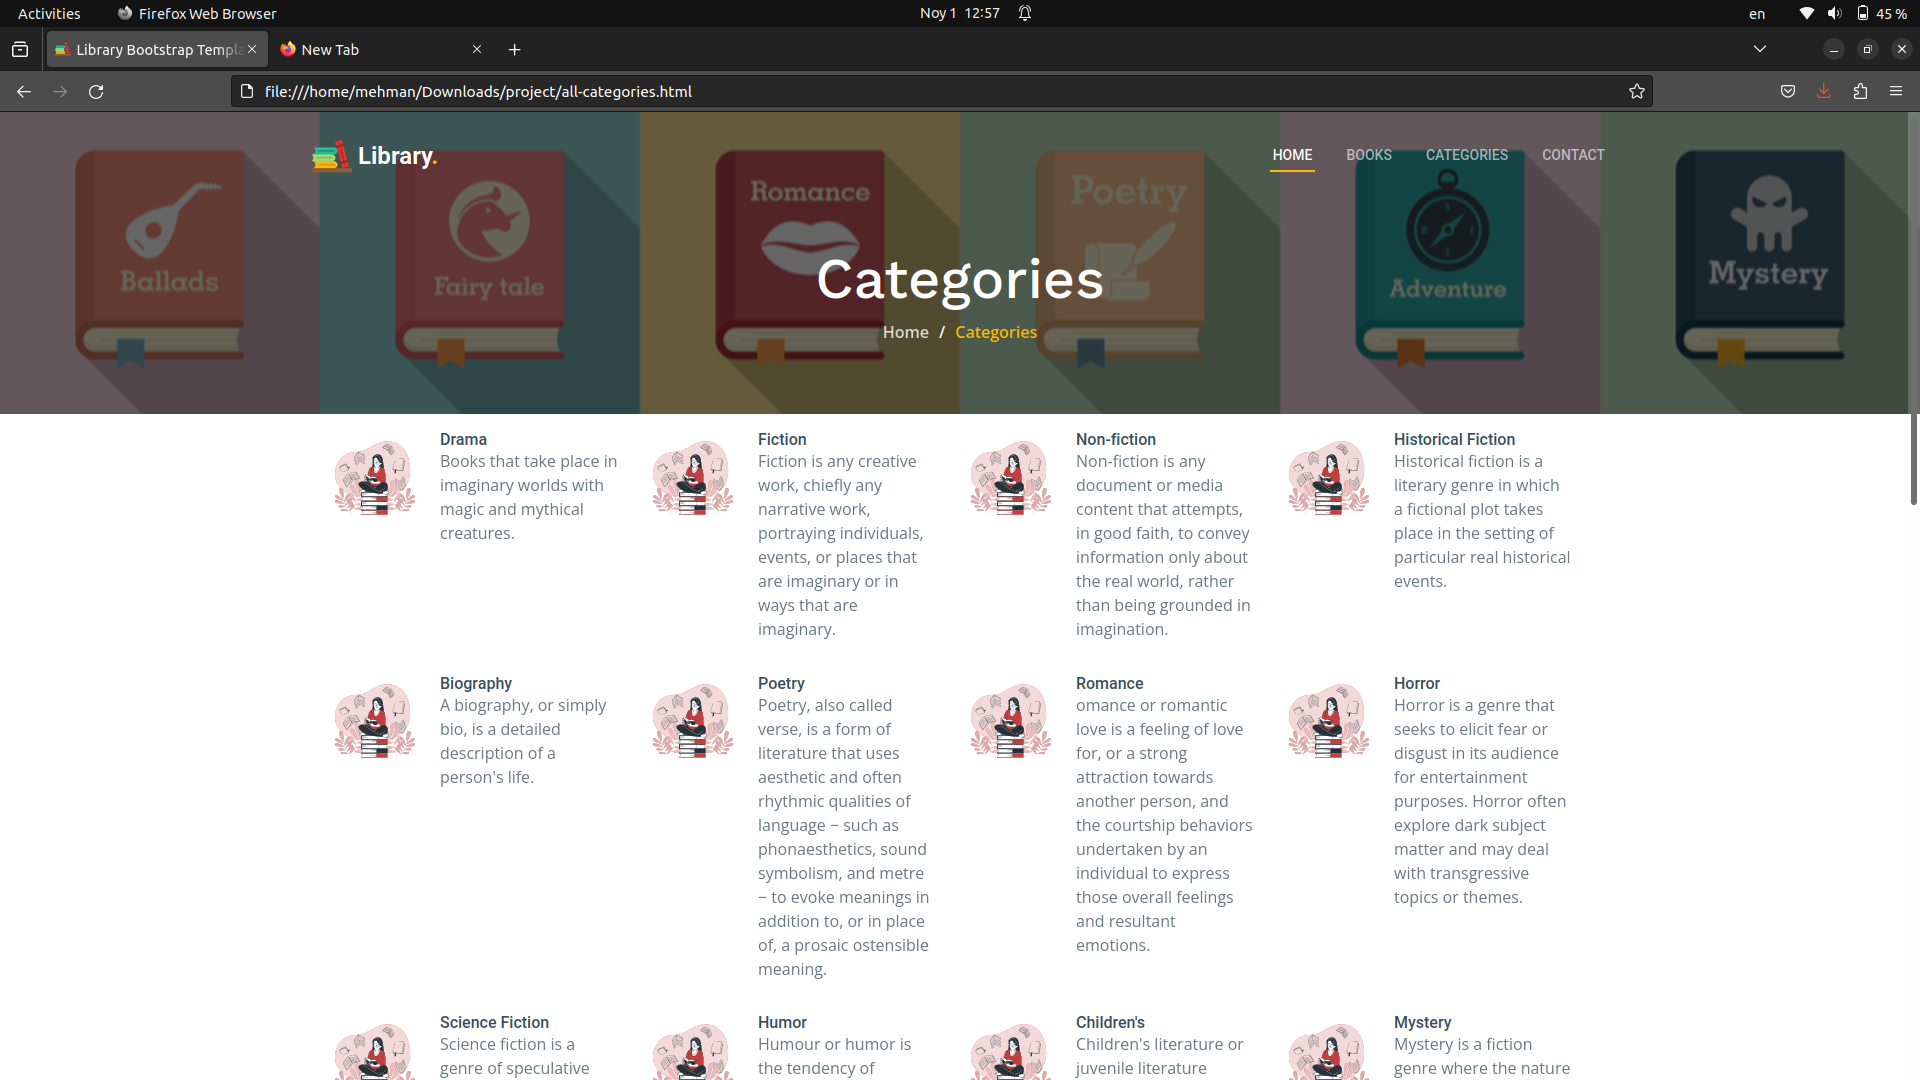 Activities Firefox Web Browser Nov 1 12:57 en 45 %
Library Bootstrap Templa New Tab
file:///home/mehman/Downloads/project/all-categories.html
Library. HOME BOOKS CATEGORIES CONTACT
Ballads
Fairy tale
Romance
Poetry
Adventure
Mystery
Categories
Home / Categories
Drama
Books that take place in
imaginary worlds with
magic and mythical
creatures.
Fiction
Fiction is any creative
work, chiefly any
narrative work,
portraying individuals,
events, or places that
are imaginary or in
ways that are
imaginary.
Non-fiction
Non-fiction is any
document or media
content that attempts,
in good faith, to convey
information only about
the real world, rather
than being grounded in
imagination.
Historical Fiction
Historical fiction is a
literary genre in which
a fictional plot takes
place in the setting of
particular real historical
events.
Biography
A biography, or simply
bio, is a detailed
description of a
person's life.
Poetry
Poetry, also called
verse, is a form of
literature that uses
aesthetic and often
rhythmic qualities of
language − such as
phonaesthetics, sound
symbolism, and metre
− to evoke meanings in
addition to, or in place
of, a prosaic ostensible
meaning.
Romance
omance or romantic
love is a feeling of love
for, or a strong
attraction towards
another person, and
the courtship behaviors
undertaken by an
individual to express
those overall feelings
and resultant
emotions.
Horror
Horror is a genre that
seeks to elicit fear or
disgust in its audience
for entertainment
purposes. Horror often
explore dark subject
matter and may deal
with transgressive
topics or themes.
Science Fiction
Science fiction is a
genre of speculative
Humor
Humour or humor is
the tendency of
Children's
Children's literature or
juvenile literature
Mystery
Mystery is a fiction
genre where the nature